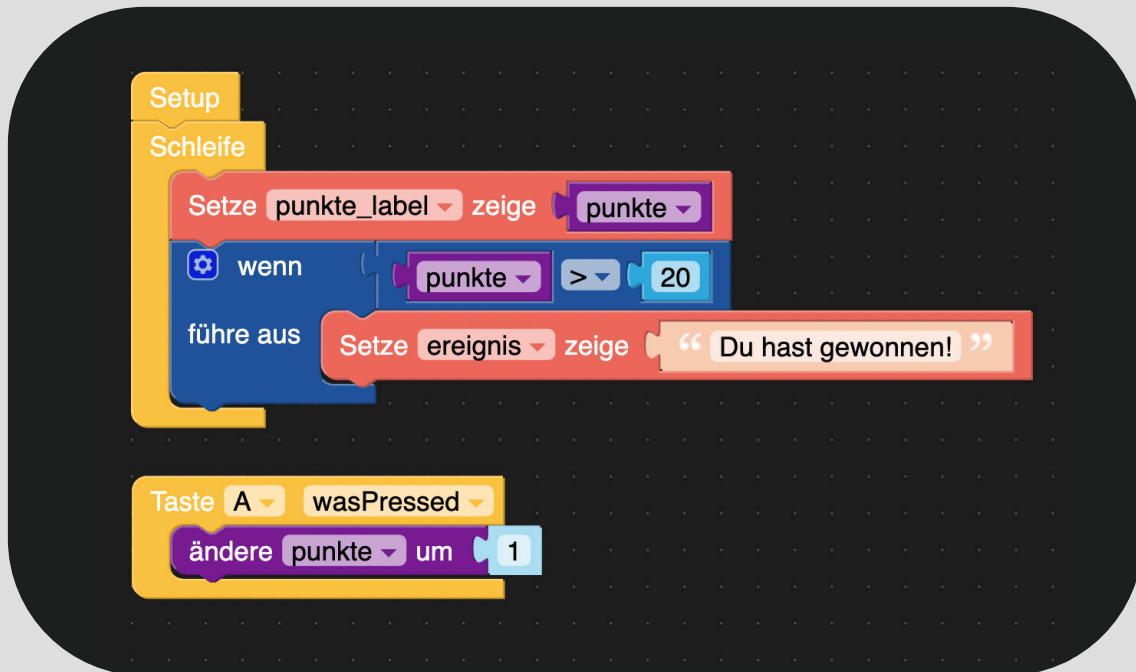 Setup
Schleife
Setze punkte_label zeige punkte
wenn punkte > 20
führe aus Setze ereignis zeige “ Du hast gewonnen! ”
Taste A wasPressed
ändere punkte um 1